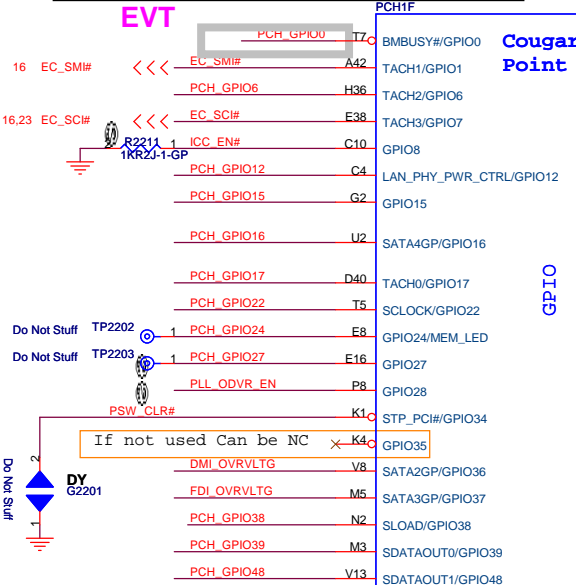 EVT
PCH1F
PCH_GPIO0 T7 BMBUSY#/GPIO0
Cougar
Point
16 EC_SMI# EC_SMI# A42 TACH1/GPIO1
PCH_GPIO6 H36 TACH2/GPIO6
16,23 EC_SCI# EC_SCI# E38 TACH3/GPIO7
2 R2211 1 ICC_EN# C10 GPIO8
1KR2J-1-GP
PCH_GPIO12 C4 LAN_PHY_PWR_CTRL/GPIO12
PCH_GPIO15 G2 GPIO15
PCH_GPIO16 U2 SATA4GP/GPIO16
PCH_GPIO17 D40 TACH0/GPIO17
GPIO
PCH_GPIO22 T5 SCLOCK/GPIO22
Do Not Stuff TP2202 1 PCH_GPIO24 E8 GPIO24/MEM_LED
Do Not Stuff TP2203 1 PCH_GPIO27 E16 GPIO27
PLL_ODVR_EN P8 GPIO28
PSW_CLR# K1 STP_PCI#/GPIO34
If not used Can be NC K4 GPIO35
2
DMI_OVRVLTG V8 SATA2GP/GPIO36
DY
G2201
Do Not Stuff
FDI_OVRVLTG M5 SATA3GP/GPIO37
1
PCH_GPIO38 N2 SLOAD/GPIO38
PCH_GPIO39 M3 SDATAOUT0/GPIO39
PCH_GPIO48 V13 SDATAOUT1/GPIO48